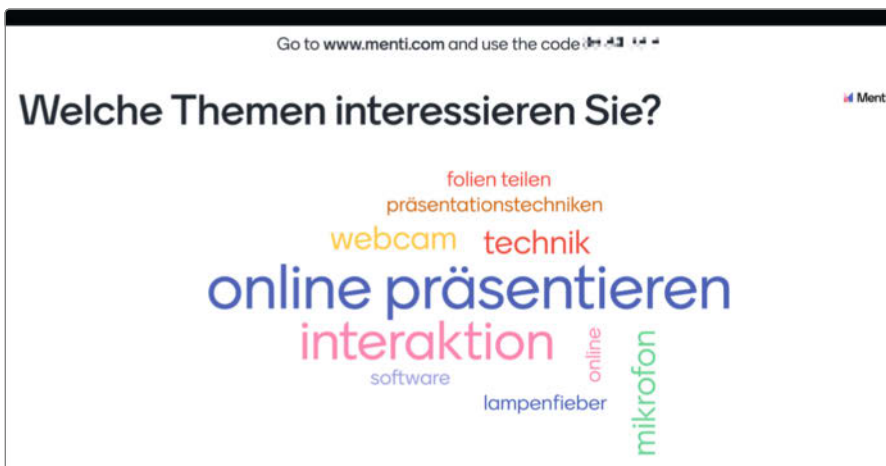 Go to www.menti.com and use the code
Welche Themen interessieren Sie?
Ment
folien teilen
präsentationstechniken
webcam technik
online präsentieren
interaktion
online
mikrofon
software
lampenfieber